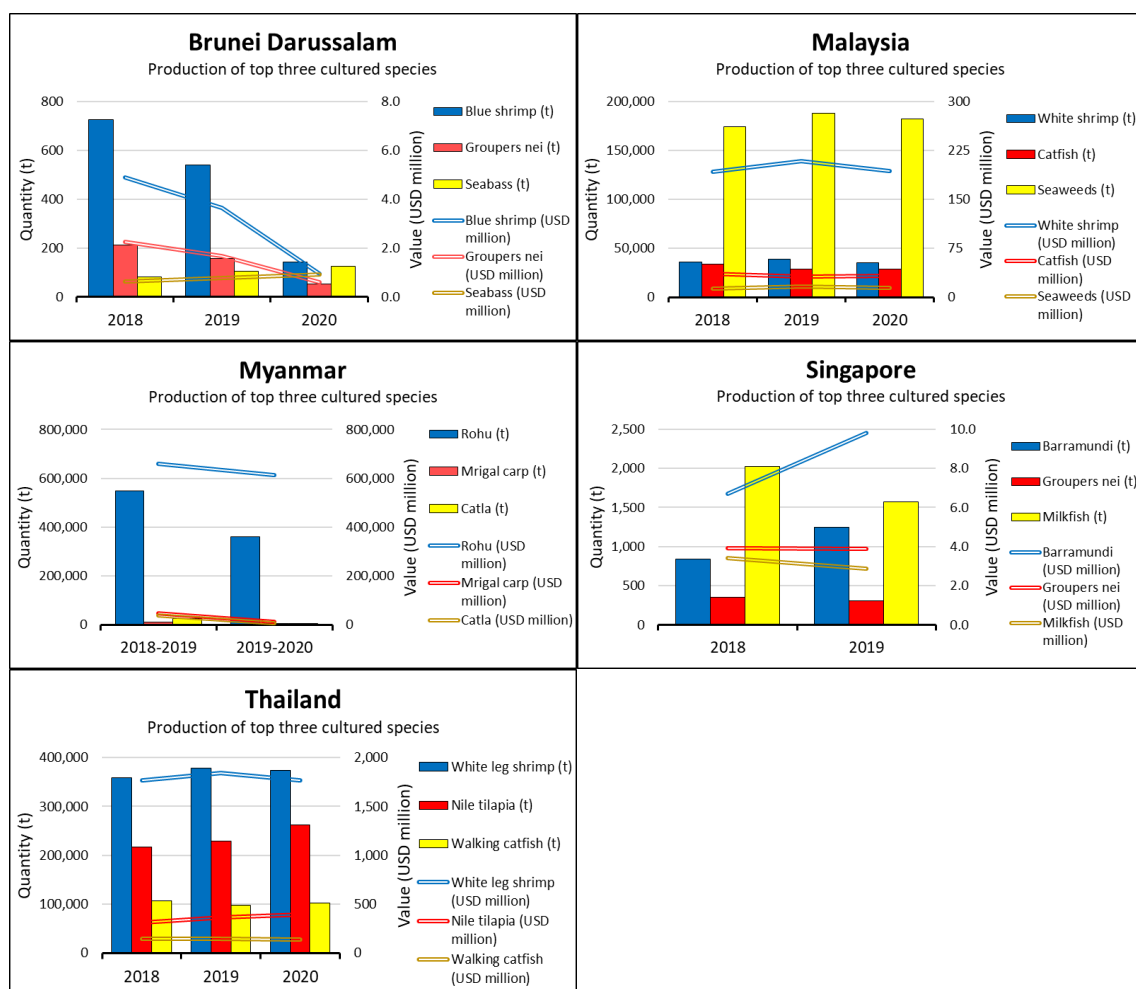 Brunei Darussalam
Production of top three cultured species
Quantity (t)
800
600
400
200
0
8.0
6.0
4.0
2.0
0.0
Value (USD million)
2018
2019
2020
Blue shrimp (t)
Groupers nei (t)
Seabass (t)
Blue shrimp (USD
million)
Groupers nei
(USD million)
Seabass (USD
million)
Malaysia
Production of top three cultured species
Quantity (t)
200,000
150,000
100,000
50,000
0
300
225
150
75
0
Value (USD million)
2018
2019
2020
White shrimp (t)
Catfish (t)
Seaweeds (t)
White shrimp
(USD million)
Catfish (USD
million)
Seaweeds (USD
million)
Myanmar
Production of top three cultured species
Quantity (t)
800,000
600,000
400,000
200,000
0
800,000
600,000
400,000
200,000
0
Value (USD million)
2018-2019
2019-2020
Rohu (t)
Mrigal carp (t)
Catla (t)
Rohu (USD
million)
Mrigal carp (USD
million)
Catla (USD million)
Singapore
Production of top three cultured species
Quantity (t)
2,500
2,000
1,500
1,000
500
0
10.0
8.0
6.0
4.0
2.0
0.0
Value (USD million)
2018
2019
Barramundi (t)
Groupers nei (t)
Milkfish (t)
Barramundi
(USD million)
Groupers nei
(USD million)
Milkfish (USD
million)
Thailand
Production of top three cultured species
Quantity (t)
400,000
300,000
200,000
100,000
0
2,000
1,500
1,000
500
0
Value (USD million)
2018
2019
2020
White leg shrimp (t)
Nile tilapia (t)
Walking catfish (t)
White leg shrimp
(USD million)
Nile tilapia (USD
million)
Walking catfish
(USD million)